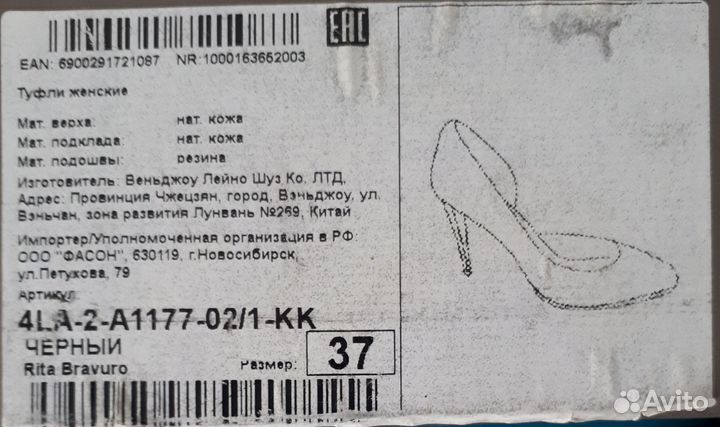 EAC
EAN: 6900291721087 NR:1000163652003
Туфли женские
Мат. верха: нат. кожа
Мат. подклада: нат. кожа
Мат. подошвы: резина
Изготовитель: Веньджоу Лейно Шуз Ко. ЛТД,
Адрес: Провинция Чжецзян, город, Вэньджоу, ул.
Вэньчан, зона развития Лунвань №269, Китай
Импортер/Уполномоченная организация в РФ:
ООО "ФАСОН", 630119, г.Новосибирск,
ул.Петухова, 79
Артикул:
4LA-2-A1177-02/1-КК
ЧЕРНЫЙ
Rita Bravuro
Размер: 37
Avito